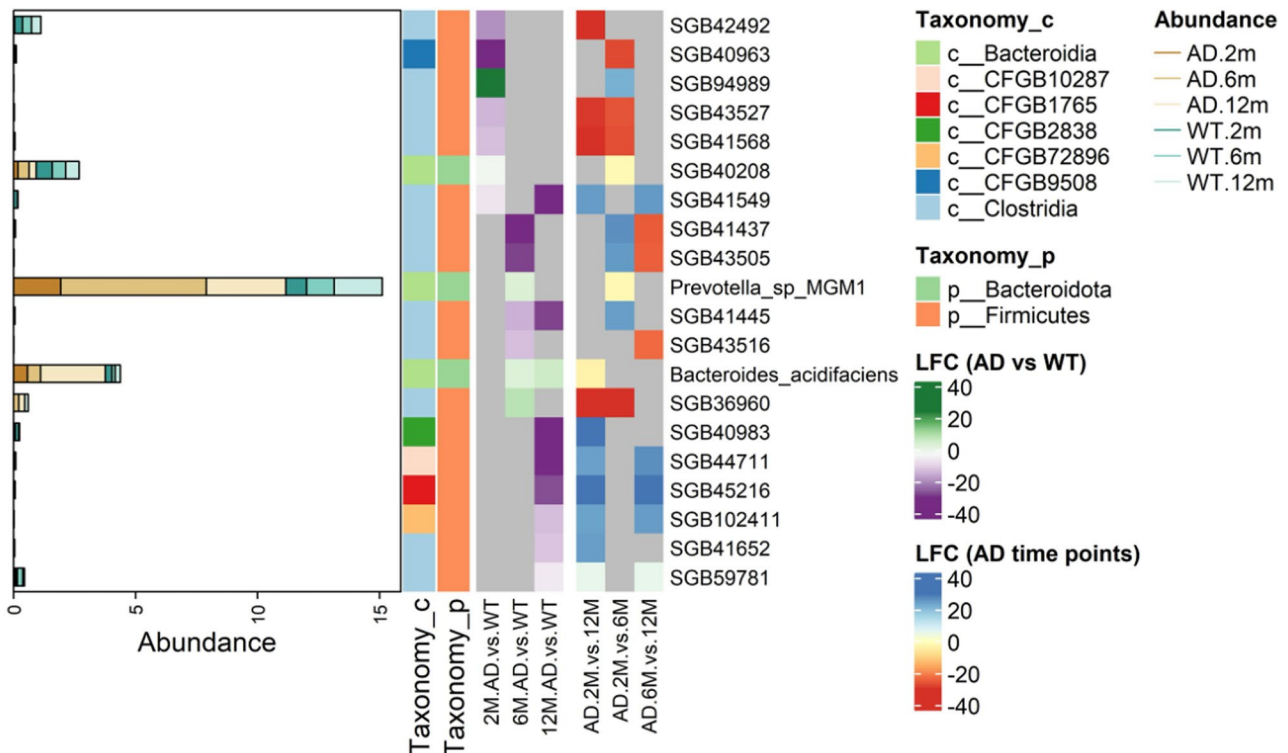 SGB42492
SGB40963
SGB94989
SGB43527
SGB41568
SGB40208
SGB41549
SGB41437
SGB43505
Prevotella_sp_MGM1
SGB41445
SGB43516
Bacteroides_acidifaciens
SGB36960
SGB40983
SGB44711
SGB45216
SGB102411
SGB41652
SGB59781
0 5 10 15
Abundance
Taxonomy_c
Taxonomy_p
2M.AD.vs.WT
6M.AD.vs.WT
12M.AD.vs.WT
AD.2M.vs.12M
AD.2M.vs.6M
AD.6M.vs.12M
Taxonomy_c
c__Bacteroidia
c__CFGB10287
c__CFGB1765
c__CFGB2838
c__CFGB72896
c__CFGB9508
c__Clostridia
Taxonomy_p
p__Bacteroidota
p__Firmicutes
LFC (AD vs WT)
40
20
0
-20
-40
LFC (AD time points)
40
20
0
-20
-40
Abundance
AD.2m
AD.6m
AD.12m
WT.2m
WT.6m
WT.12m